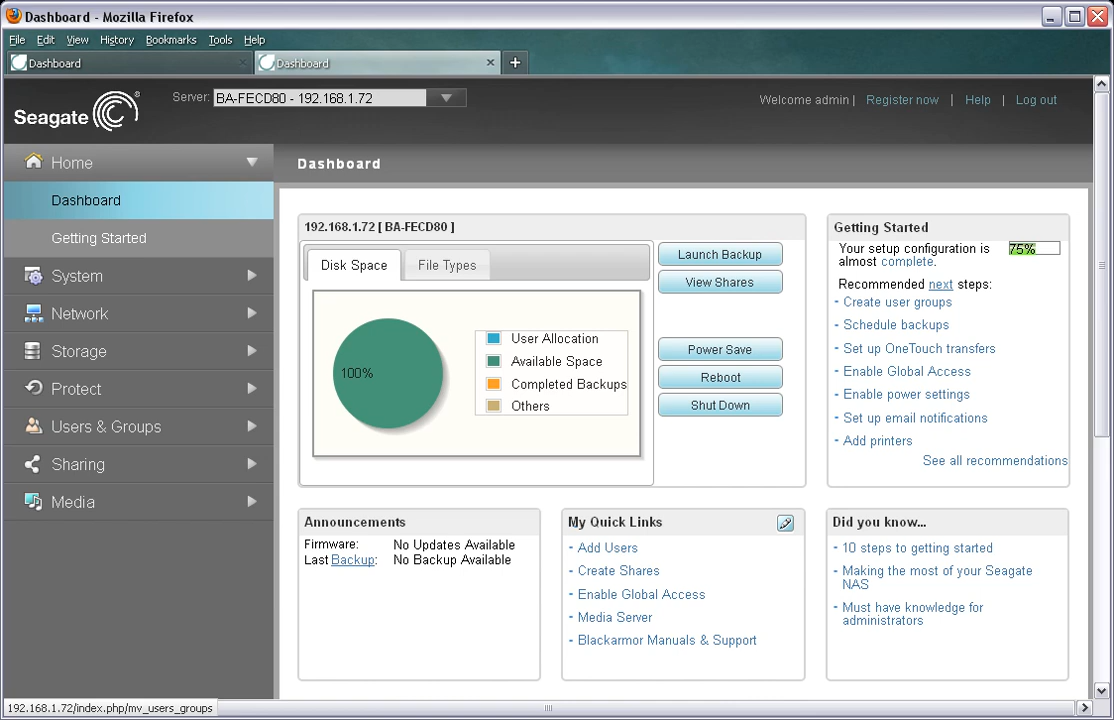 Dashboard - Mozilla Firefox
File Edit View History Bookmarks Tools Help
Dashboard
Dashboard
Seagate
Server: BA-FECD80 - 192.168.1.72
Welcome admin | Register now | Help | Log out
Home
Dashboard
Getting Started
System
Network
Storage
Protect
Users & Groups
Sharing
Media
Dashboard
192.168.1.72 [ BA-FECD80 ]
Disk Space
File Types
100%
User Allocation
Available Space
Completed Backups
Others
Launch Backup
View Shares
Power Save
Reboot
Shut Down
Getting Started
Your setup configuration is
almost complete.
75%
Recommended next steps:
- Create user groups
- Schedule backups
- Set up OneTouch transfers
- Enable Global Access
- Enable power settings
- Set up email notifications
- Add printers
See all recommendations
Announcements
Firmware: No Updates Available
Last Backup: No Backup Available
My Quick Links
- Add Users
- Create Shares
- Enable Global Access
- Media Server
- Blackarmor Manuals & Support
Did you know...
- 10 steps to getting started
- Making the most of your Seagate
NAS
- Must have knowledge for
administrators
192.168.1.72/index.php/mv_users_groups